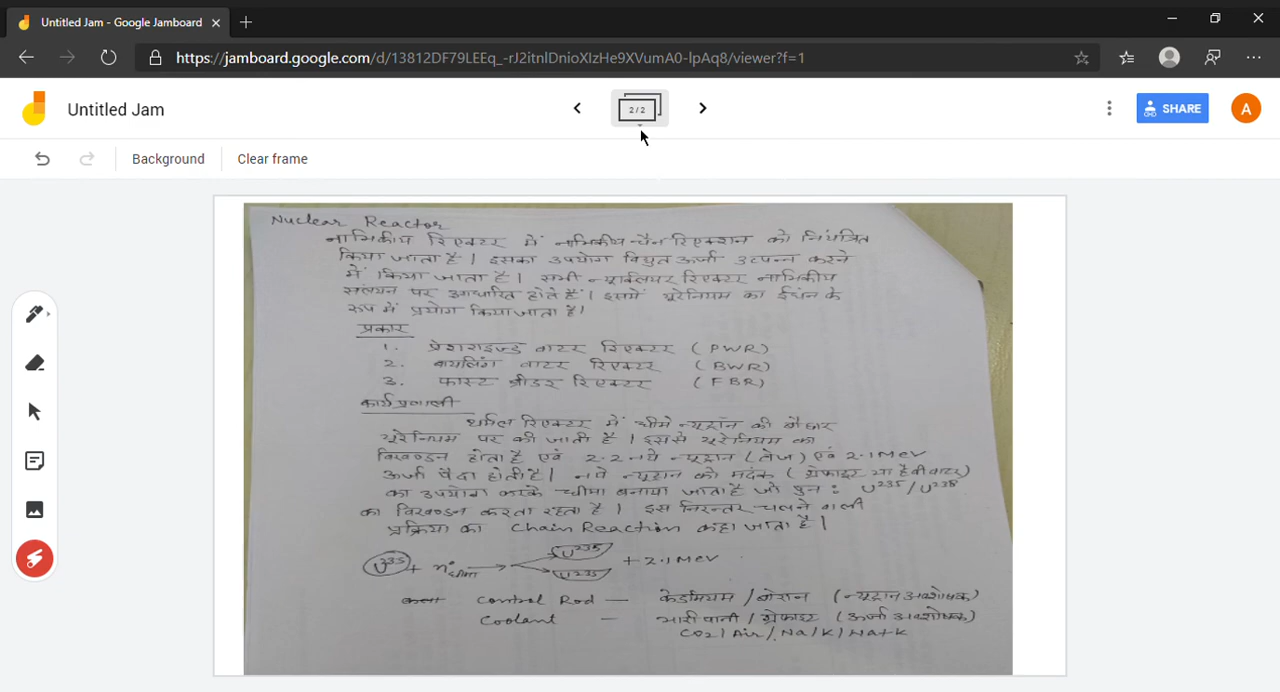 Untitled Jam - Google Jamboard
https://jamboard.google.com/d/13812DF79LEEq_-rJ2itnlDnioXIzHe9XVumA0-lpAq8/viewer?f=1
Untitled Jam
2/2
SHARE
A
Background
Clear frame
Nuclear Reactor
नाभिकीय रिएक्टर में नाभिकीय चैन रिएक्शन को नियंत्रित
किया जाता है। इसका उपयोग विद्युत ऊर्जा उत्पन्न करने
में किया जाता है। सभी न्यूक्लियर रिएक्टर नाभिकीय
पर आधारित होते हैं। इसमें यूरेनियम का ईंधन के
रूप में प्रयोग किया जाता है।
प्रकार
1. प्रेशराइज्ड वाटर रिएक्टर (PWR)
2. बायलिंग वाटर रिएक्टर (BWR)
3. फास्ट ब्रीडर रिएक्टर (FBR)
कार्यप्रणाली
थर्मल रिएक्टर में धीमे न्यूट्रॉन की बौछार
यूरेनियम पर की जाती है। इससे यूरेनियम का
विखण्डन होता है एवं 2.2 नये न्यूट्रान (तेज) एवं 2.1 MeV
ऊर्जा पैदा होती है। नये न्यूट्रान को मंदक (ग्रेफाइट या हैवी वाटर)
का उपयोग करके धीमा बनाया जाता है जो पुन: U235/U238
का विखण्डन करता रहता है। इस निरन्तर चलने वाली
प्रक्रिया को Chain Reaction कहा जाता है।
U235 + n° → U235 + 2.1 MeV
U235
Control Rod — केडमियम / बोरान (न्यूट्रान अवशोषक)
Coolant — भारी पानी / ग्रेफाइट (ऊर्जा अवशोषक)
CO2 / Air / Na / K / Na+K